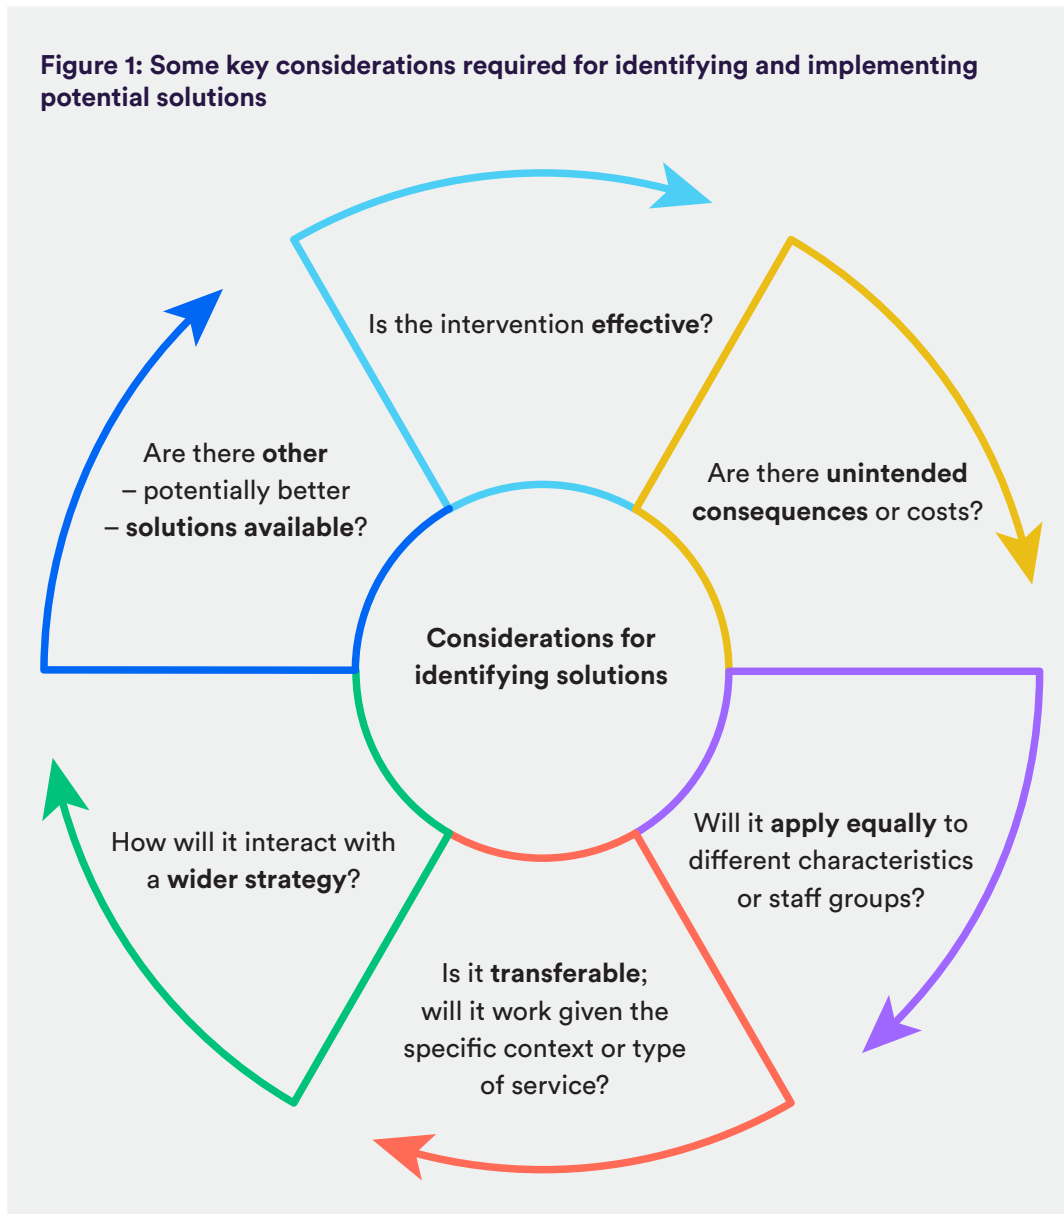 Figure 1: Some key considerations required for identifying and implementing
potential solutions
Is the intervention effective?
Are there unintended
consequences or costs?
Will it apply equally to
different characteristics
or staff groups?
Is it transferable;
will it work given the
specific context or type
of service?
How will it interact with
a wider strategy?
Are there other
– potentially better
– solutions available?
Considerations for
identifying solutions